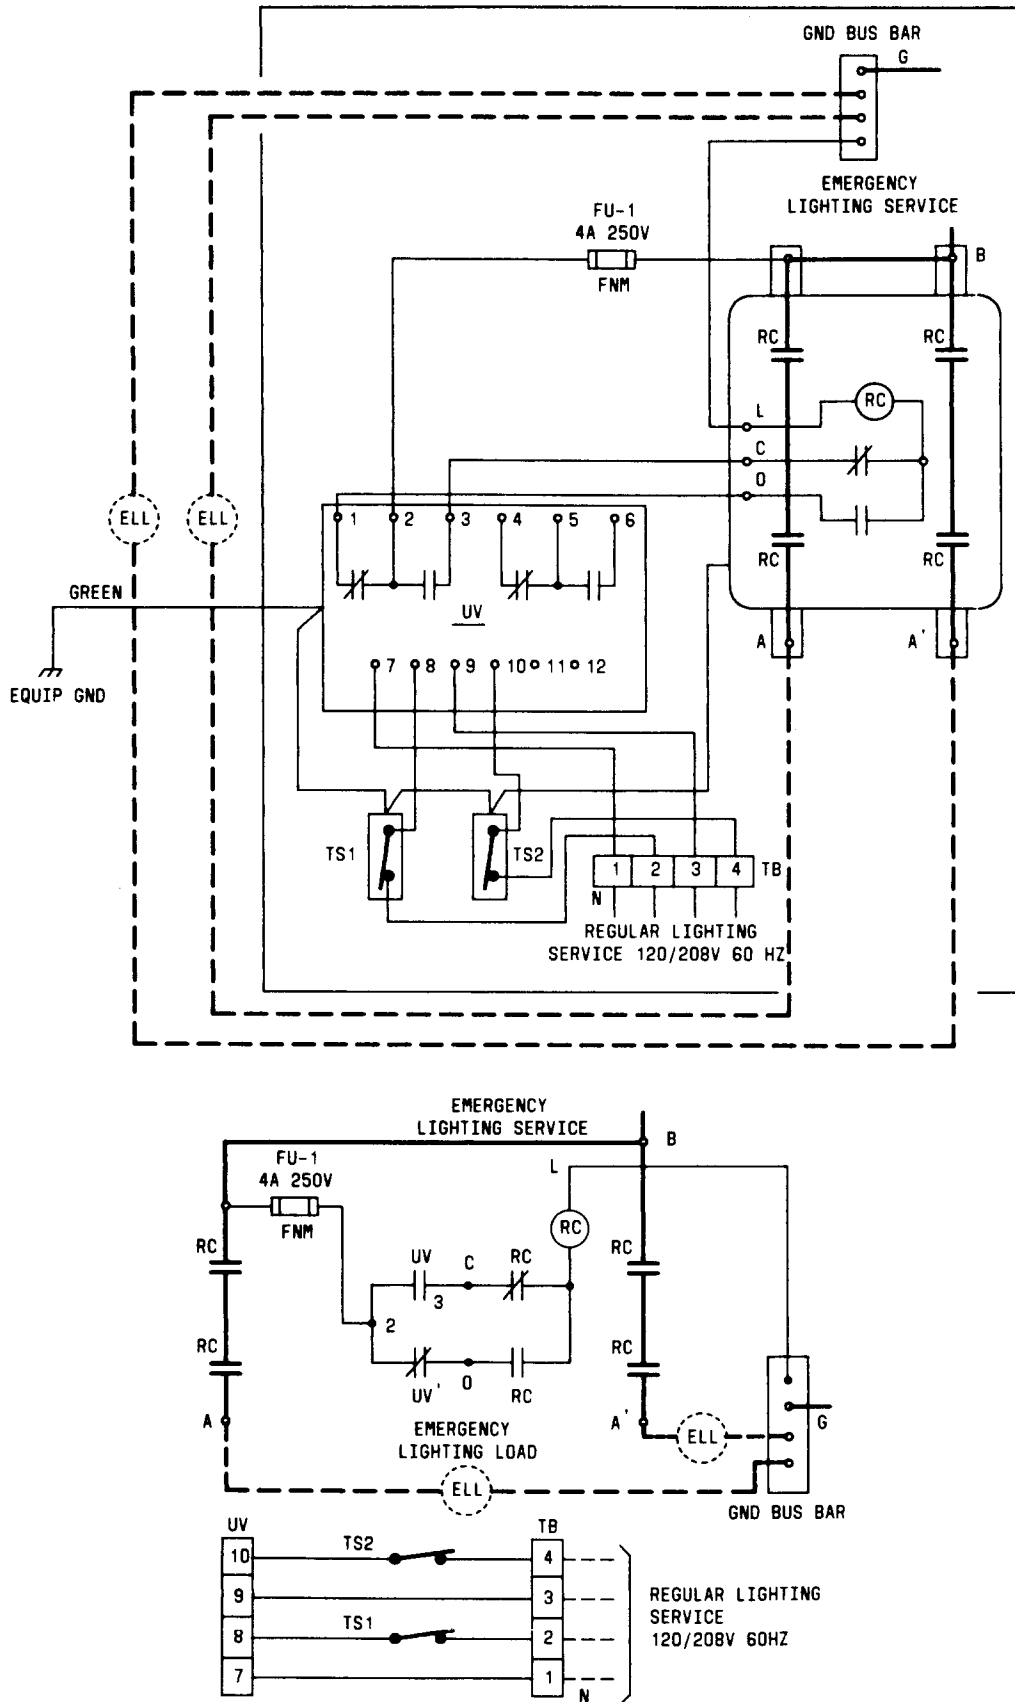 GND BUS BAR
G
EMERGENCY
LIGHTING SERVICE
FU-1
4A 250V
FNM
B
RC
RC
L
RC
C
O
ELL
ELL
1
2
3
4
5
6
RC
RC
GREEN
UV
A
A'
7
8
9
10
11
12
EQUIP GND
TS1
TS2
1
2
3
4
TB
N
REGULAR LIGHTING
SERVICE 120/208V 60 HZ
EMERGENCY
LIGHTING SERVICE
B
FU-1
4A 250V
L
FNM
RC
RC
UV
C
RC
RC
3
2
RC
RC
UV'
O
RC
A
A'
G
EMERGENCY
LIGHTING LOAD
ELL
ELL
GND BUS BAR
UV
TB
10
TS2
4
9
3
REGULAR LIGHTING
SERVICE
120/208V 60HZ
8
TS1
2
7
1
N